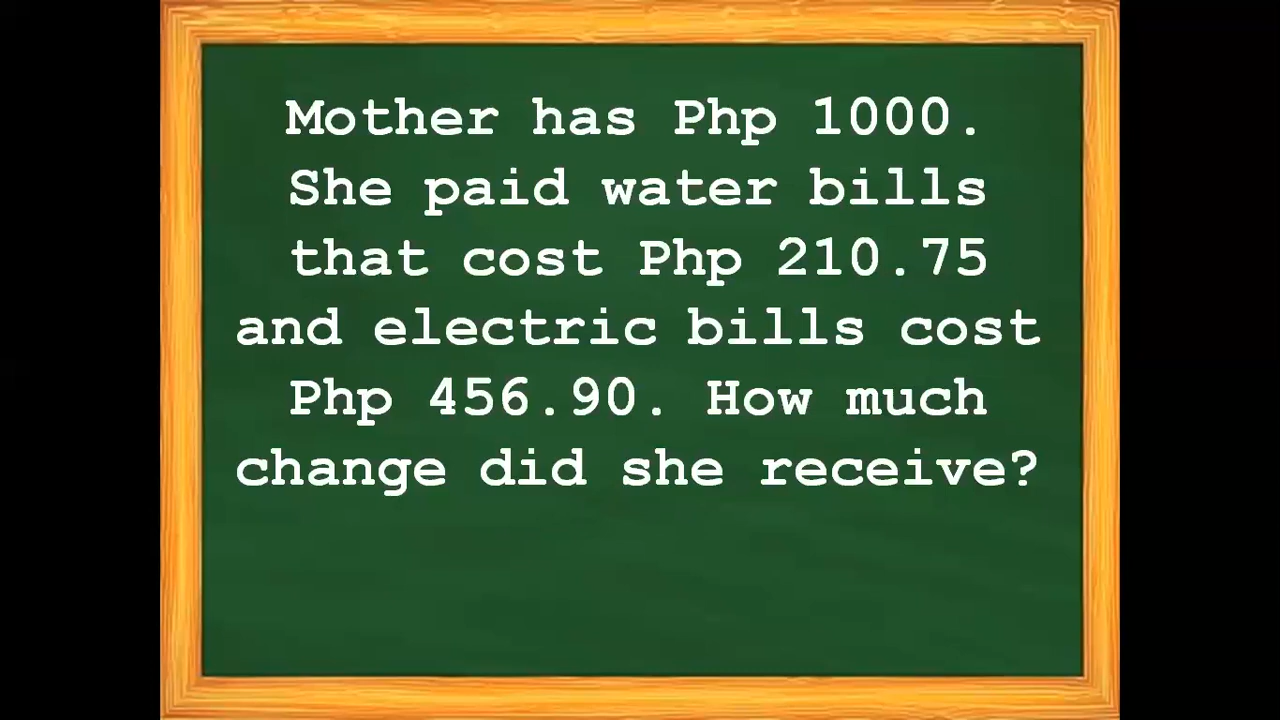 Mother has Php 1000.
She paid water bills
that cost Php 210.75
and electric bills cost
Php 456.90. How much
change did she receive?